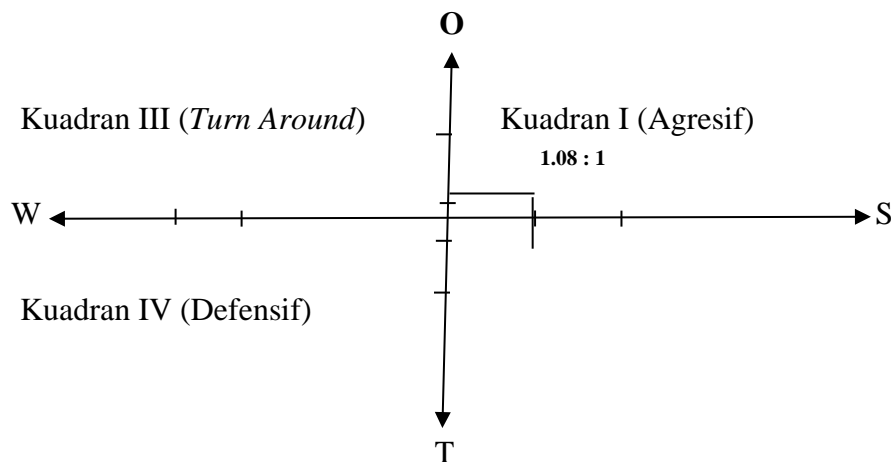 O
Kuadran III (Turn Around) Kuadran I (Agresif)
1.08 : 1
W S
Kuadran IV (Defensif)
T